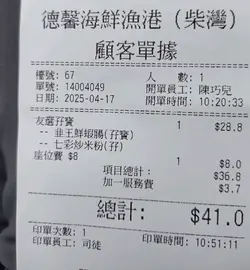 德馨海鮮漁港（柴灣）
顧客單據
檯號: 67 人 數: 1
單號: 14004049 開單員工: 陳巧兒
日期: 2025-04-17 開單時間: 10:20:33
友選孖寶 1 $28.8
-- 韭王鮮蝦腸(孖寶)
-- 七彩炒米粉(孖)
座位費 $8 1 $8.0
項目總計: $36.8
加一服務費 $3.7
總計: $41.0
印單次數: 1
印單員工: 司徒 印單時間: 10:51:11